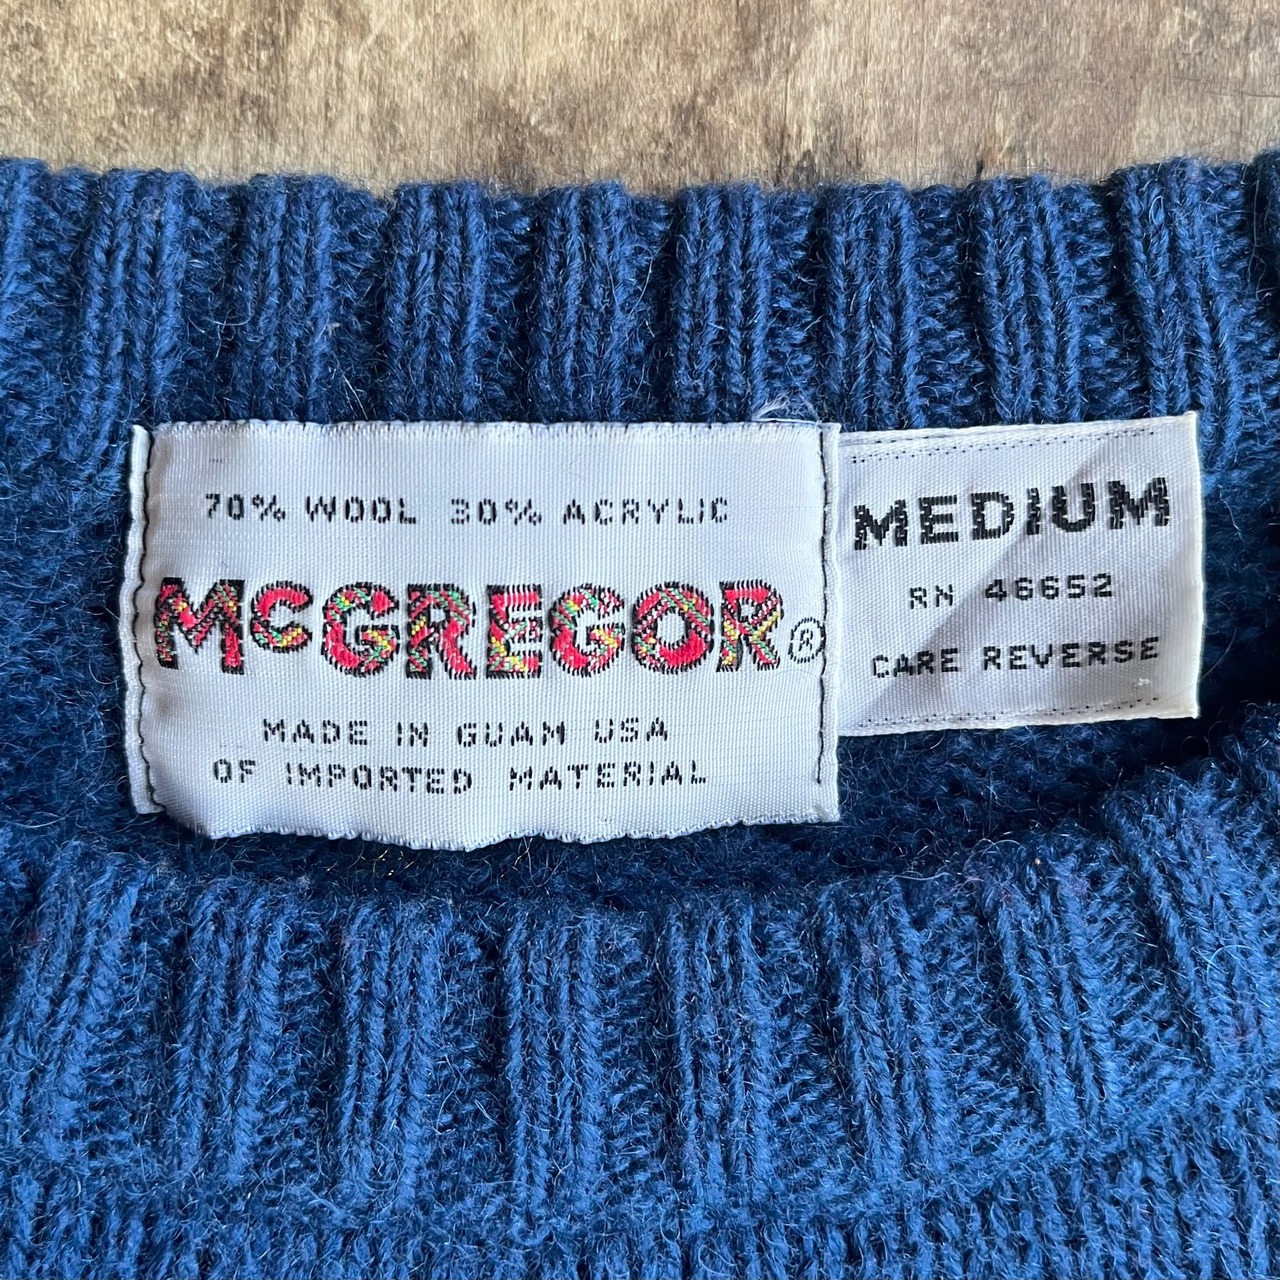 70% WOOL 30% ACRYLIC
McGREGOR®
MADE IN GUAM USA
OF IMPORTED MATERIAL
MEDIUM
RN 46652
CARE REVERSE